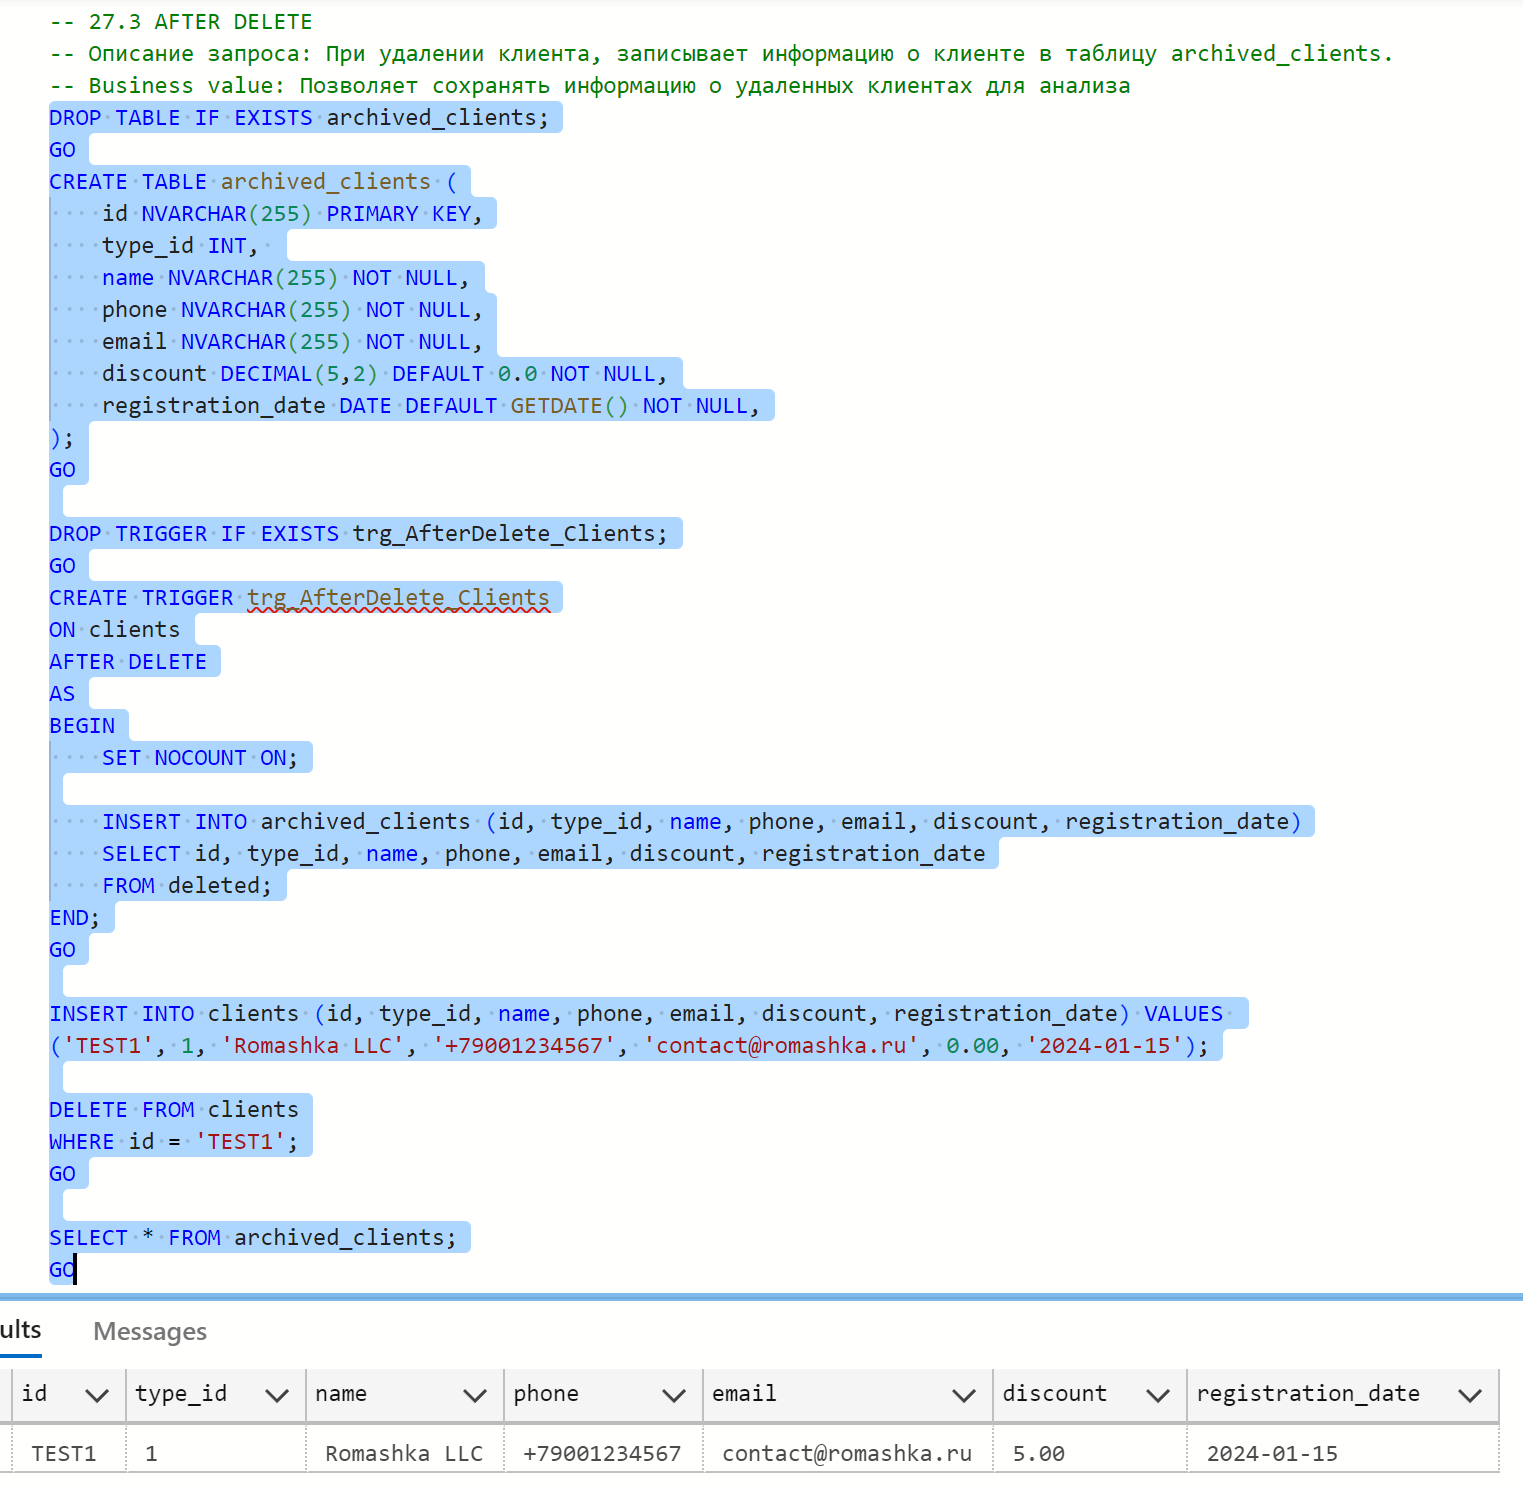 -- 27.3 AFTER DELETE
-- Описание запроса: При удалении клиента, записывает информацию о клиенте в таблицу archived_clients.
-- Business value: Позволяет сохранять информацию о удаленных клиентах для анализа
DROP TABLE IF EXISTS archived_clients;
GO
CREATE TABLE archived_clients (
    id NVARCHAR(255) PRIMARY KEY,
    type_id INT,
    name NVARCHAR(255) NOT NULL,
    phone NVARCHAR(255) NOT NULL,
    email NVARCHAR(255) NOT NULL,
    discount DECIMAL(5,2) DEFAULT 0.0 NOT NULL,
    registration_date DATE DEFAULT GETDATE() NOT NULL,
);
GO
DROP TRIGGER IF EXISTS trg_AfterDelete_Clients;
GO
CREATE TRIGGER trg_AfterDelete_Clients
ON clients
AFTER DELETE
AS
BEGIN
    SET NOCOUNT ON;
    INSERT INTO archived_clients (id, type_id, name, phone, email, discount, registration_date)
    SELECT id, type_id, name, phone, email, discount, registration_date
    FROM deleted;
END;
GO
INSERT INTO clients (id, type_id, name, phone, email, discount, registration_date) VALUES
('TEST1', 1, 'Romashka LLC', '+79001234567', 'contact@romashka.ru', 0.00, '2024-01-15');
DELETE FROM clients
WHERE id = 'TEST1';
GO
SELECT * FROM archived_clients;
GO
ults Messages
id type_id name phone email discount registration_date
TEST1 1 Romashka LLC +79001234567 contact@romashka.ru 5.00 2024-01-15